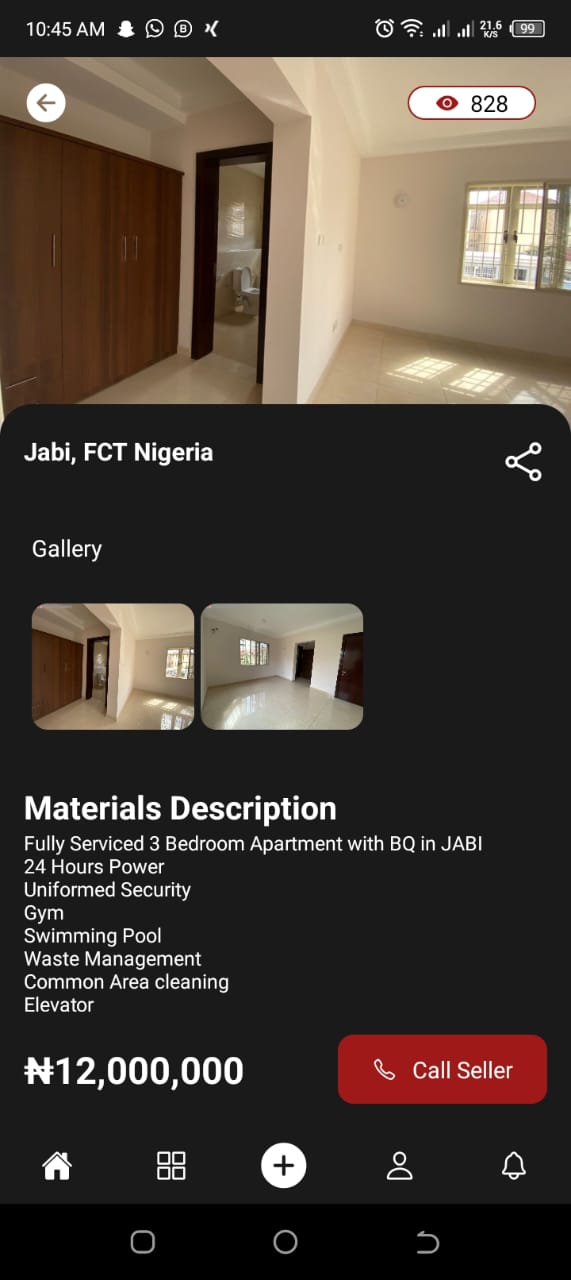 10:45 AM
21.6
K/S
99
828
Jabi, FCT Nigeria
Gallery
Materials Description
Fully Serviced 3 Bedroom Apartment with BQ in JABI
24 Hours Power
Uniformed Security
Gym
Swimming Pool
Waste Management
Common Area cleaning
Elevator
₦12,000,000
Call Seller